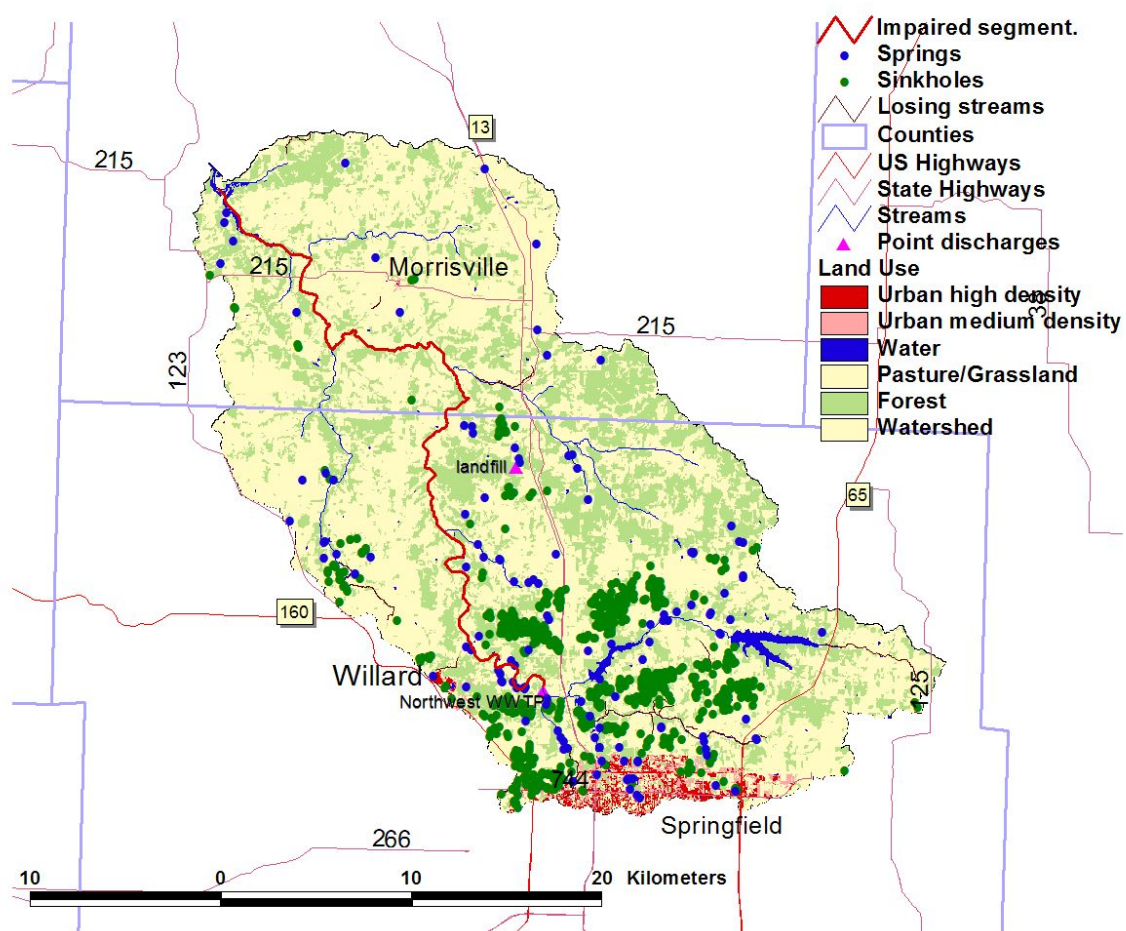 Impaired segment.
Springs
Sinkholes
Losing streams
Counties
US Highways
State Highways
Streams
Point discharges
Land Use
Urban high density
Urban medium density
Water
Pasture/Grassland
Forest
Watershed
13
215
215
Morrisville
215
38
123
landfill
65
160
Willard
Northwest WWTP
125
744
Springfield
266
10 0 10 20 Kilometers